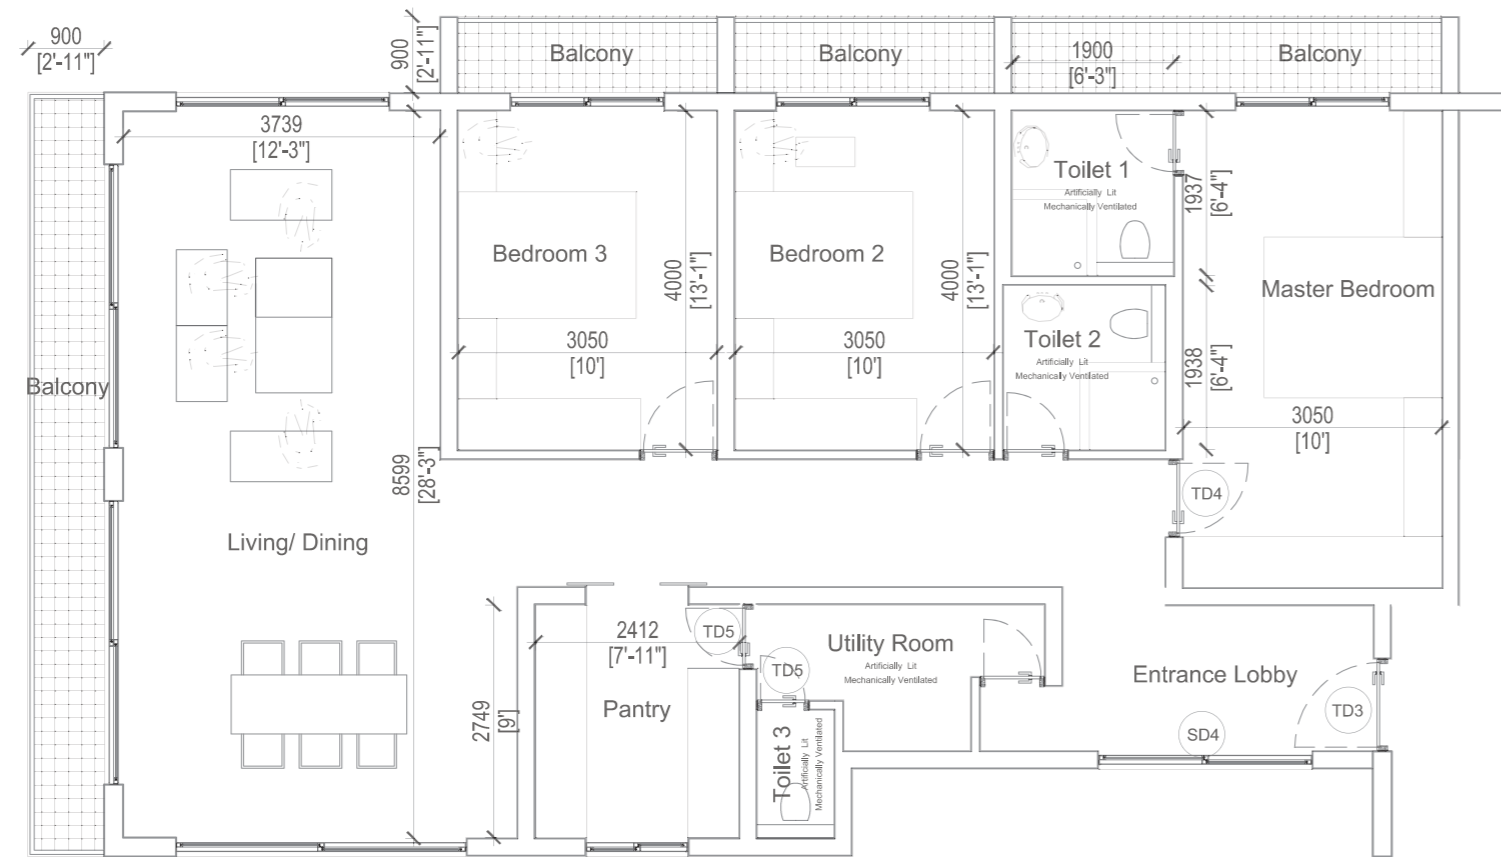 900
[2'-11"]
900
[2'-11"]
Balcony
Balcony
1900
[6'-3"]
Balcony
3739
[12'-3"]
Toilet 1
Artificially Lit
Mechanically Ventilated
1937
[6'-4"]
Bedroom 3
4000
[13'-1"]
Bedroom 2
4000
[13'-1"]
Master Bedroom
3050
[10']
3050
[10']
Toilet 2
Artificially Lit
Mechanically Ventilated
1938
[6'-4"]
Balcony
3050
[10']
8599
[28'-3"]
TD4
Living/ Dining
2412
[7'-11"]
TD5
TD5
Utility Room
Artificially Lit
Mechanically Ventilated
Entrance Lobby
2749
[9']
Pantry
Toilet 3
Artificially Lit
Mechanically Ventilated
SD4
TD3